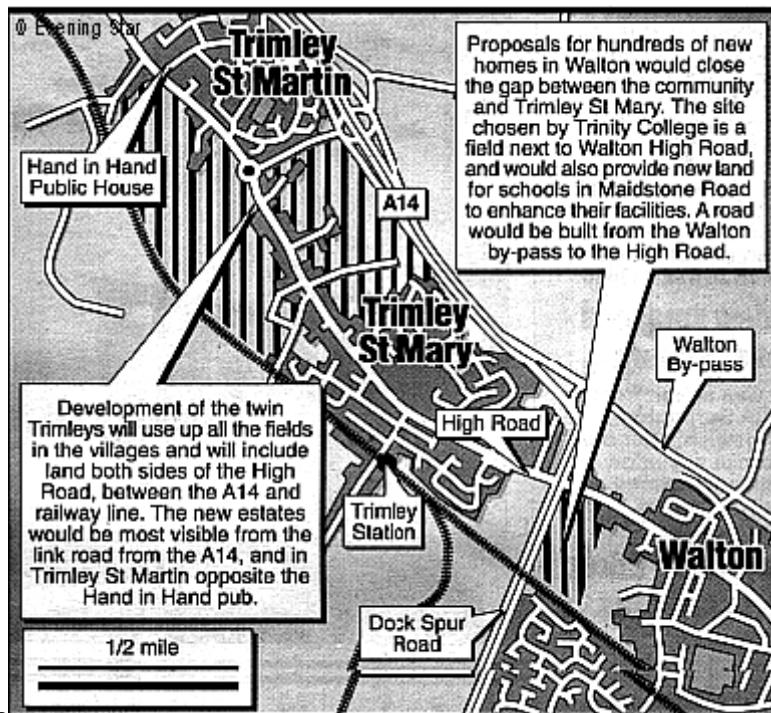 © Evening Star
Trimley
St Martin
Proposals for hundreds of new
homes in Walton would close
the gap between the community
and Trimley St Mary. The site
chosen by Trinity College is a
field next to Walton High Road,
and would also provide new land
for schools in Maidstone Road
to enhance their facilities. A road
would be built from the Walton
by-pass to the High Road.
Hand in Hand
Public House
A14
Trimley
St Mary
Walton
By-pass
High Road
Development of the twin
Trimleys will use up all the fields
in the villages and will include
land both sides of the High
Road, between the A14 and
railway line. The new estates
would be most visible from the
link road from the A14, and in
Trimley St Martin opposite the
Hand in Hand pub.
Trimley
Station
Walton
Dock Spur
Road
1/2 mile